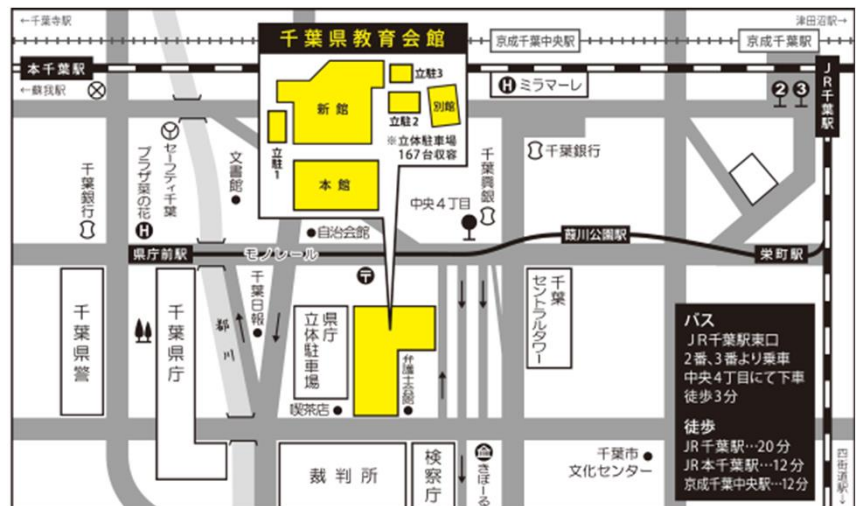 ←千葉寺駅
津田沼駅→
千葉県教育会館
京成千葉中央駅
京成千葉駅
本千葉駅
←蘇我駅
JR千葉駅
新館
立駐3
立駐2
別館
立駐1
※立体駐車場
167台収容
本館
H ミラマーレ
2 3
千葉銀行
セーフティ千葉
プラザ菜の花
H
千葉銀行
文書館
千葉興銀
中央4丁目
自治会館
県庁前駅
モノレール
葭川公園駅
栄町駅
〒
千葉県警
千葉県庁
都川
千葉日報
県庁
立体駐車場
弁護士会館
喫茶店
千葉
セントラルタワー
裁判所
検察庁
きぼーる
千葉市
文化センター
バス
JR千葉駅東口
2番、3番より乗車
中央4丁目にて下車
徒歩3分
徒歩
JR千葉駅…20分
JR本千葉駅…12分
京成千葉中央駅…12分
四街道駅→